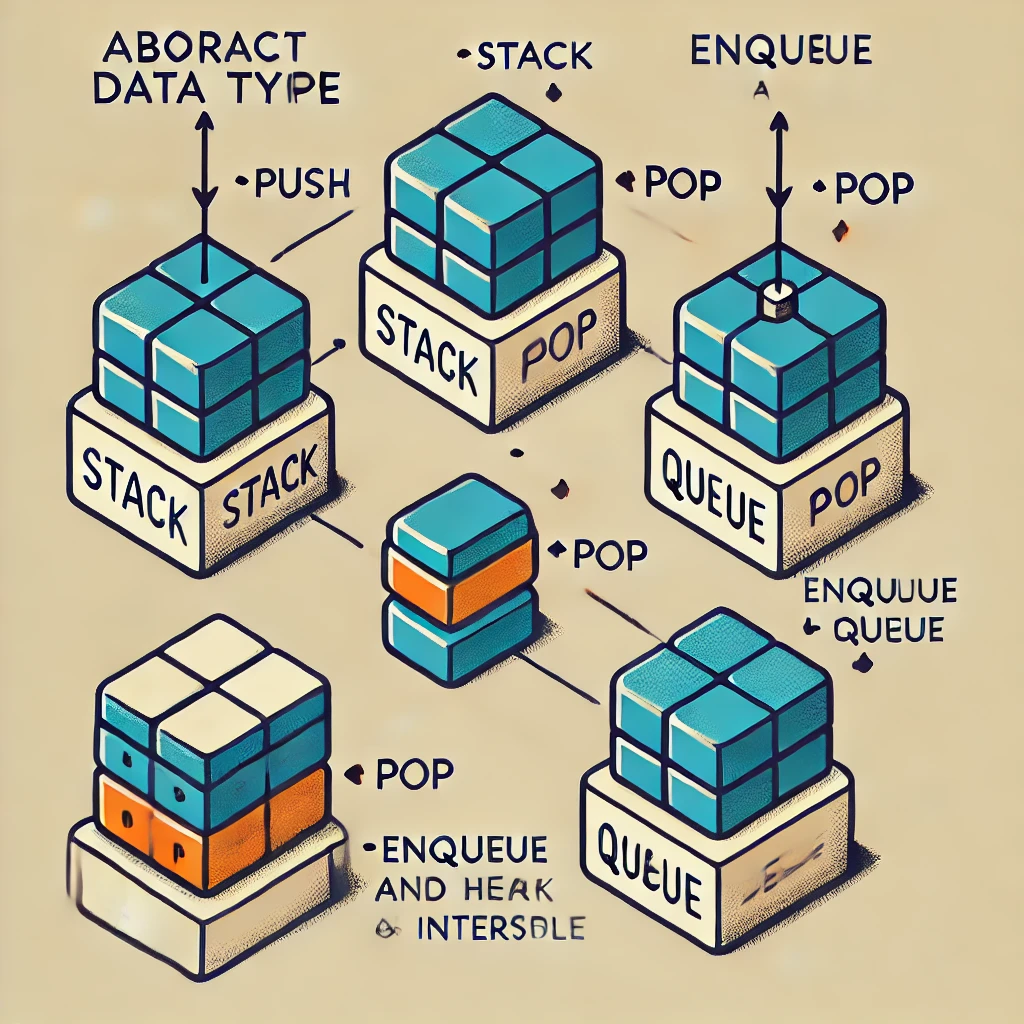 ABORACT
DATA TYPE
•STACK
ENQUEUE
A
•PUSH
POP
•POP
STACK
POP
STACK
STACK
QUEUE
POP
POP
ENQUUUE
QUEUE
POP
•ENQUEUE
AND HEAK
& INTERSDLE
QUEUE
B
D
O
P